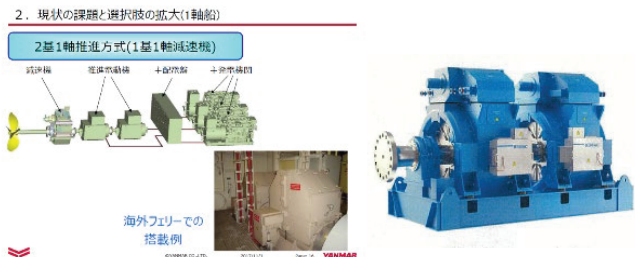 2．現状の課題と選択肢の拡大(1軸船)
2基1軸推進方式(1基1軸減速機)
減速機 推進電動機 主配電盤 主発電機関
海外フェリーでの
搭載例
YANMAR